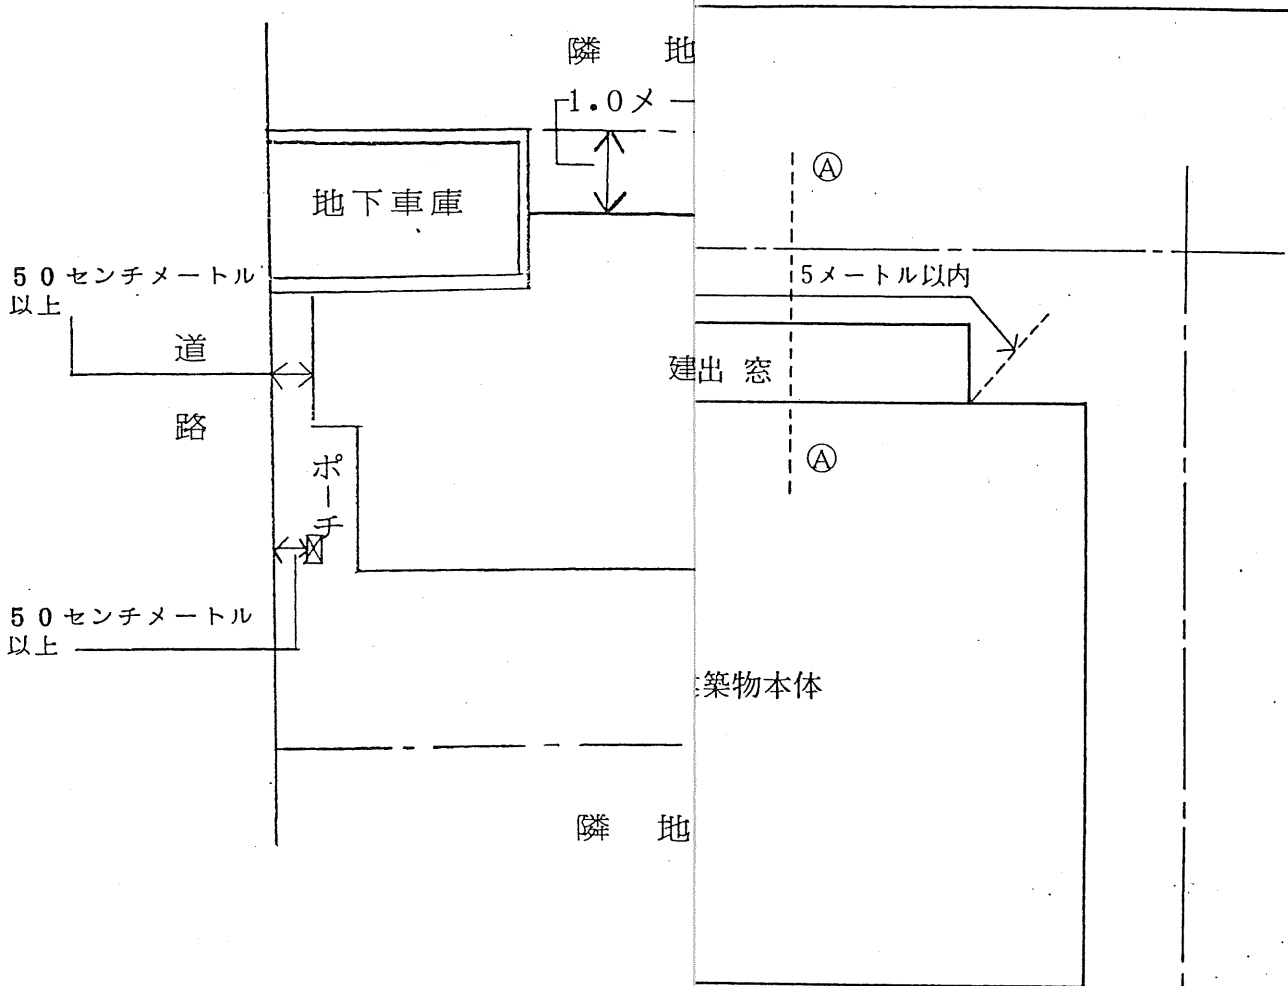 隣 地
1.0メ
地下車庫
50センチメートル
以上
道
路
ポーチ
50センチメートル
以上
隣 地
Ⓐ
5メートル以内
建出 窓
Ⓐ
築物本体